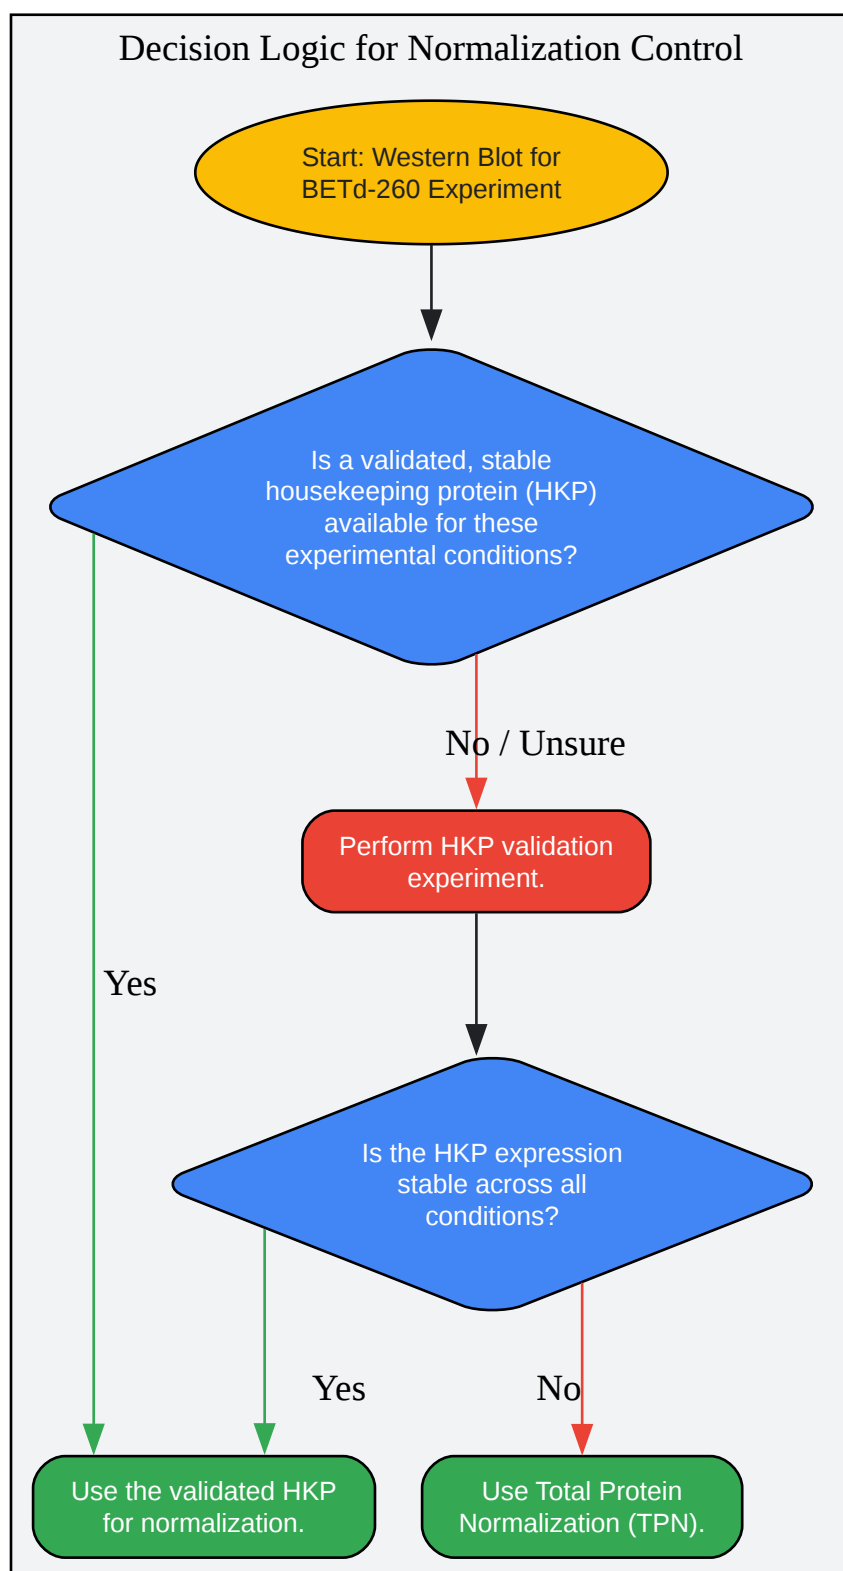 Decision Logic for Normalization Control
Start: Western Blot for
BETd-260 Experiment
Is a validated, stable
housekeeping protein (HKP)
available for these
experimental conditions?
No / Unsure
Perform HKP validation
experiment.
Yes
Is the HKP expression
stable across all
conditions?
Yes
No
Use the validated HKP
for normalization.
Use Total Protein
Normalization (TPN).